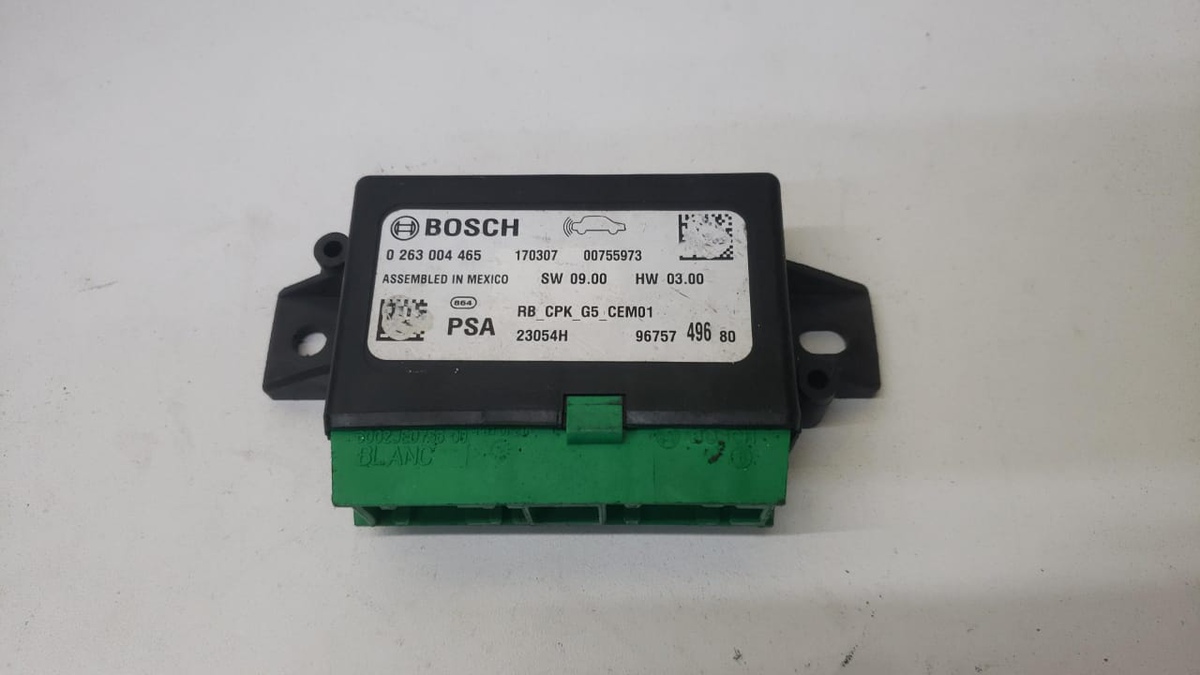 BOSCH
0 263 004 465 170307 00755973
ASSEMBLED IN MEXICO SW 09.00 HW 03.00
864
RB_CPK_G5_CEM01
PSA 23054H 96757 496 80
BLANC